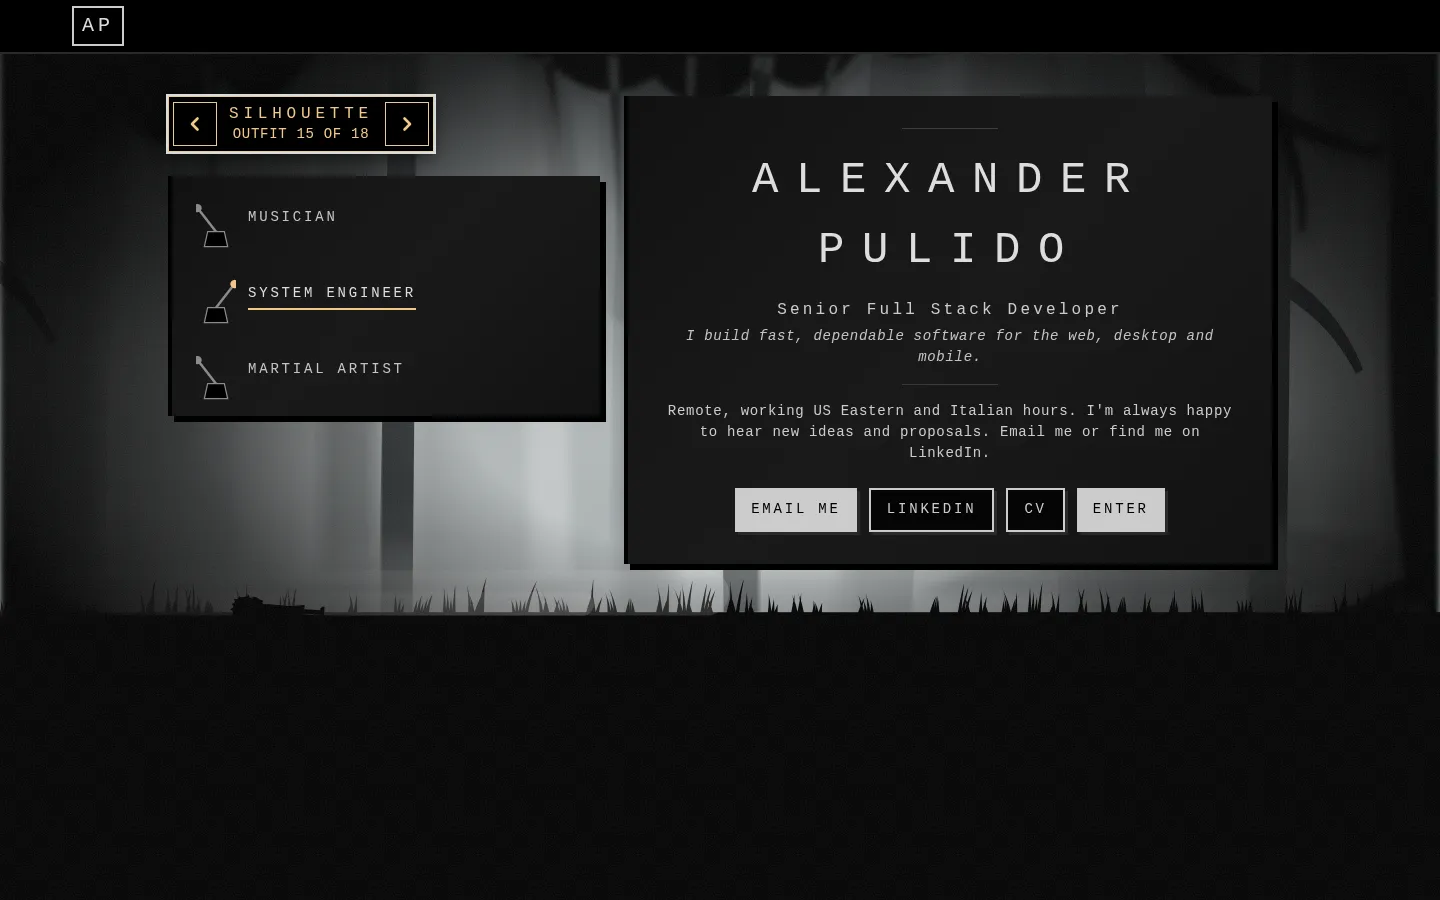 AP
SILHOUETTE
OUTFIT 15 OF 18
MUSICIAN
SYSTEM ENGINEER
MARTIAL ARTIST
ALEXANDER
PULIDO
Senior Full Stack Developer
I build fast, dependable software for the web, desktop and
mobile.
Remote, working US Eastern and Italian hours. I'm always happy
to hear new ideas and proposals. Email me or find me on
LinkedIn.
EMAIL ME LINKEDIN CV ENTER